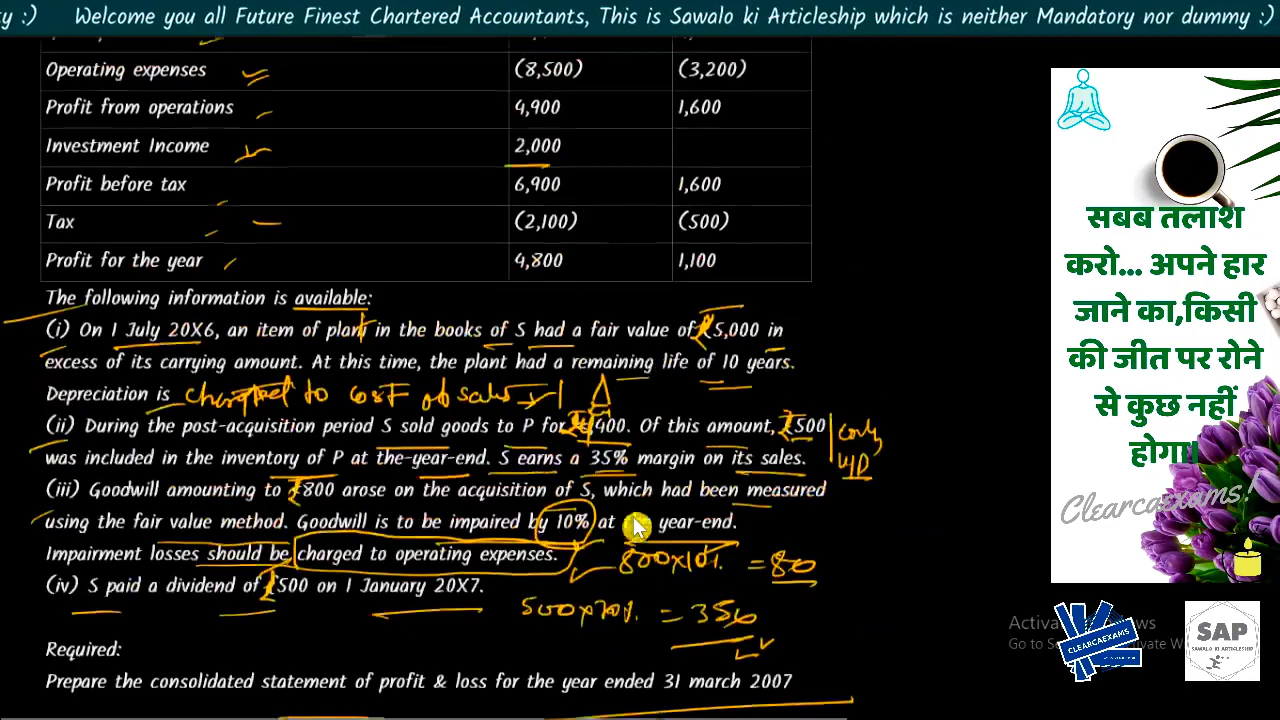 ty :) Welcome you all Future Finest Chartered Accountants, This is Sawalo ki Articleship which is neither Mandatory nor dummy :)
Operating expenses (8,500) (3,200)
Profit from operations 4,900 1,600
Investment Income 2,000
Profit before tax 6,900 1,600
Tax (2,100) (500)
Profit for the year 4,800 1,100
The following information is available:
(i) On 1 July 20X6, an item of plant in the books of S had a fair value of ₹5,000 in
excess of its carrying amount. At this time, the plant had a remaining life of 10 years.
Depreciation is charged to cost of sales
(ii) During the post-acquisition period S sold goods to P for 400. Of this amount, ₹500
was included in the inventory of P at the year-end. S earns a 35% margin on its sales.
(iii) Goodwill amounting to ₹800 arose on the acquisition of S, which had been measured
using the fair value method. Goodwill is to be impaired by 10% at year-end.
Impairment losses should be charged to operating expenses.
800×10% = 80
(iv) S paid a dividend of ₹500 on 1 January 20X7.
500×70% = 350
Required:
Prepare the consolidated statement of profit & loss for the year ended 31 march 2007
सबब तलाश
करो... अपने हार
जाने का,किसी
की जीत पर रोने
से कुछ नहीं
होगा।
Clearcaexams!
CLEARCAEXAMS
SAP
SAWALO KI ARTICLESHIP